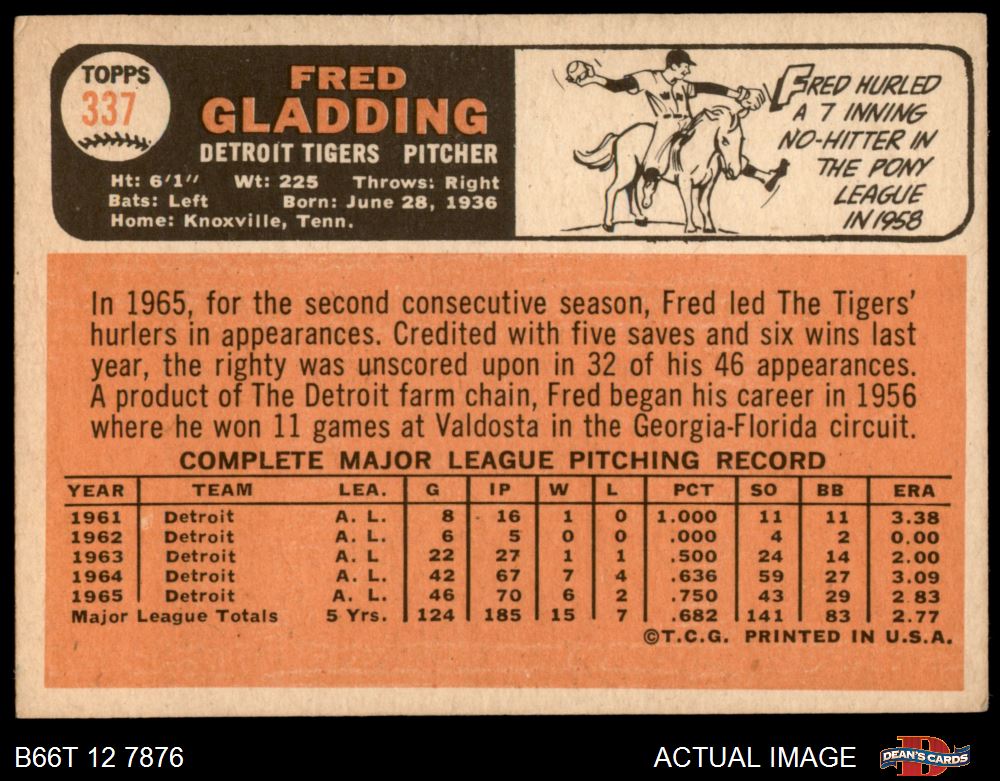 TOPPS
337
FRED
GLADDING
DETROIT TIGERS PITCHER
Ht: 6'1" Wt: 225 Throws: Right
Bats: Left Born: June 28, 1936
Home: Knoxville, Tenn.
FRED HURLED
A 7 INNING
NO-HITTER IN
THE PONY
LEAGUE
IN 1958
In 1965, for the second consecutive season, Fred led The Tigers'
hurlers in appearances. Credited with five saves and six wins last
year, the righty was unscored upon in 32 of his 46 appearances.
A product of The Detroit farm chain, Fred began his career in 1956
where he won 11 games at Valdosta in the Georgia-Florida circuit.
COMPLETE MAJOR LEAGUE PITCHING RECORD
YEAR TEAM LEA. G IP W L PCT SO BB ERA
1961 Detroit A. L. 8 16 1 0 1.000 11 11 3.38
1962 Detroit A. L. 6 5 0 0 .000 4 2 0.00
1963 Detroit A. L 22 27 1 1 .500 24 14 2.00
1964 Detroit A. L. 42 67 7 4 .636 59 27 3.09
1965 Detroit A. L. 46 70 6 2 .750 43 29 2.83
Major League Totals 5 Yrs. 124 185 15 7 .682 141 83 2.77
©T.C.G. PRINTED IN U.S.A.
B66T 12 7876 ACTUAL IMAGE DEAN'S CARDS